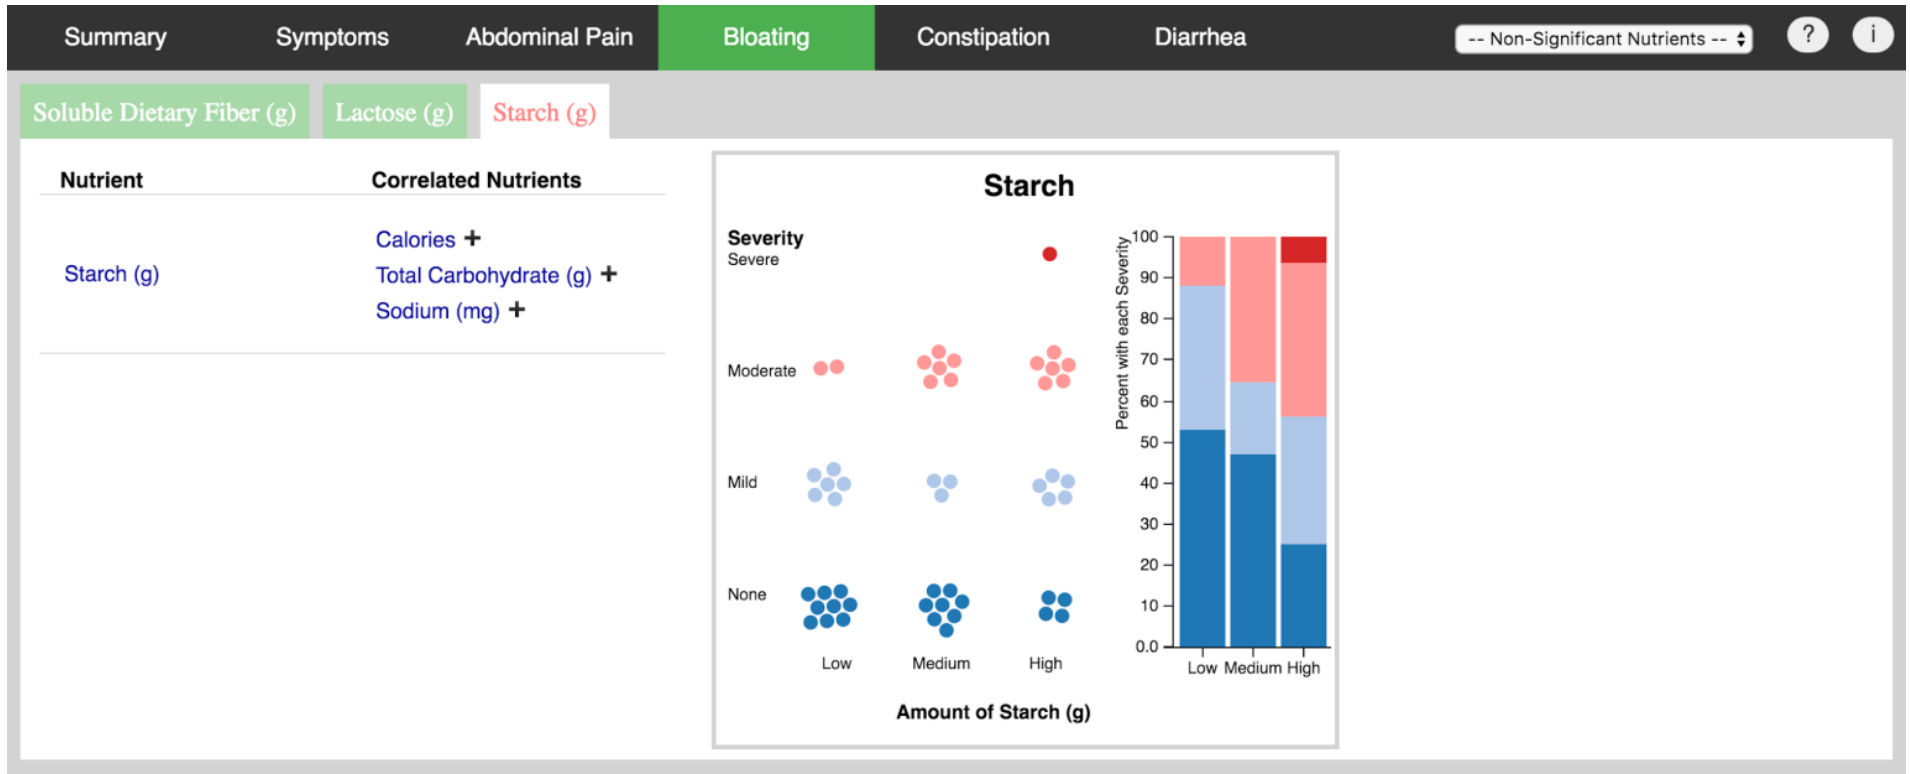 Summary Symptoms Abdominal Pain Bloating Constipation Diarrhea -- Non-Significant Nutrients -- ? i
Soluble Dietary Fiber (g) Lactose (g) Starch (g)
Nutrient Correlated Nutrients
Starch (g)
Calories +
Total Carbohydrate (g) +
Sodium (mg) +
Starch
Severity
Severe
Moderate
Mild
None
Low Medium High
Amount of Starch (g)
Percent with each Severity
100
90
80
70
60
50
40
30
20
10
0.0
Low Medium High